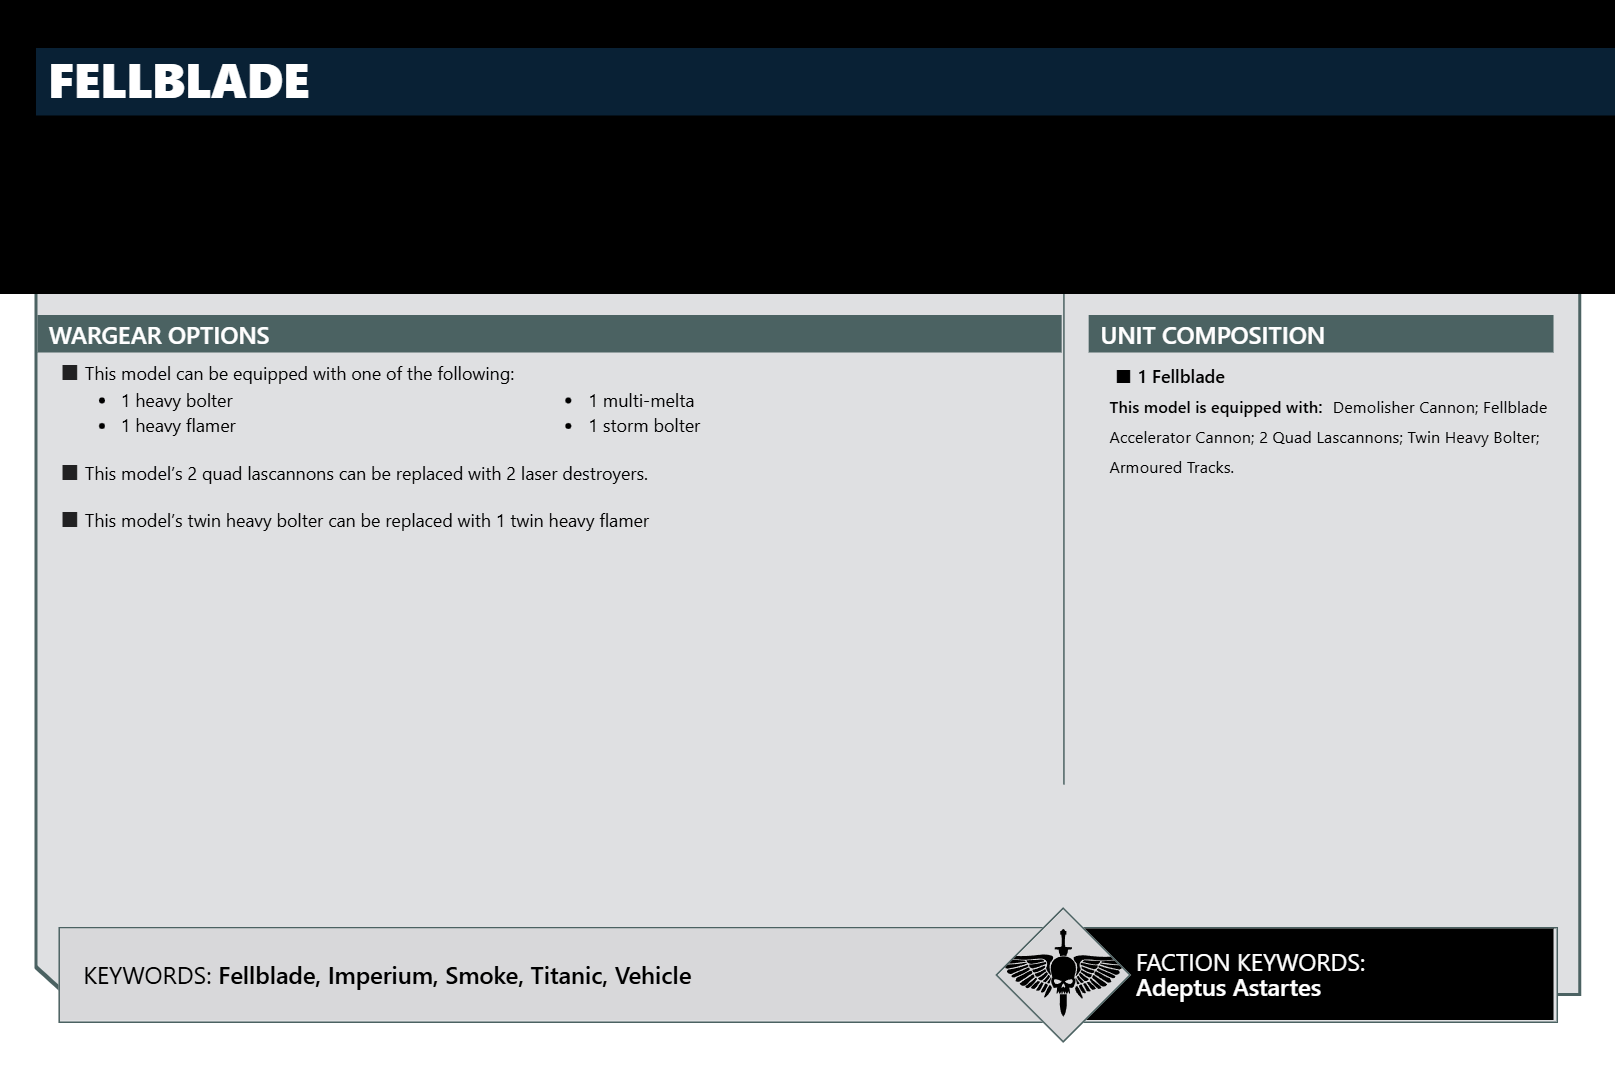 FELLBLADE
WARGEAR OPTIONS
■ This model can be equipped with one of the following:
• 1 heavy bolter
• 1 heavy flamer
• 1 multi-melta
• 1 storm bolter
■ This model’s 2 quad lascannons can be replaced with 2 laser destroyers.
■ This model’s twin heavy bolter can be replaced with 1 twin heavy flamer
UNIT COMPOSITION
■ 1 Fellblade
This model is equipped with: Demolisher Cannon; Fellblade
Accelerator Cannon; 2 Quad Lascannons; Twin Heavy Bolter;
Armoured Tracks.
KEYWORDS: Fellblade, Imperium, Smoke, Titanic, Vehicle
FACTION KEYWORDS:
Adeptus Astartes